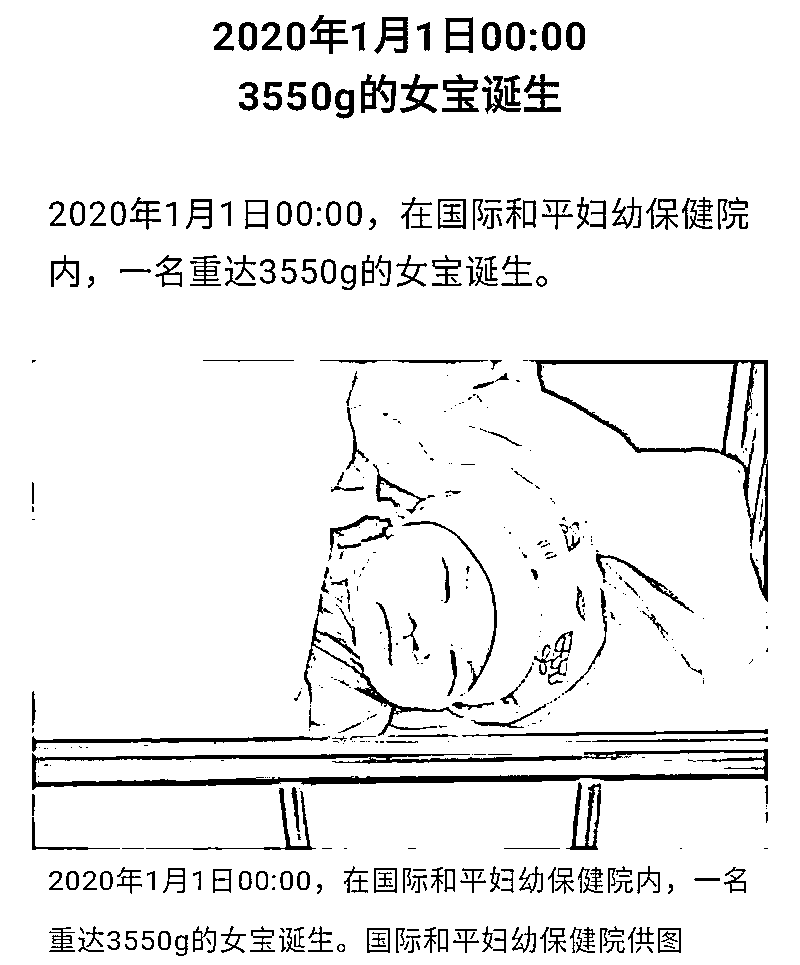 2020年1月1日00:00
3550g的女宝诞生
2020年1月1日00:00，在国际和平妇幼保健院
内，一名重达3550g的女宝诞生。
2020年1月1日00:00，在国际和平妇幼保健院内，一名
重达3550g的女宝诞生。国际和平妇幼保健院供图